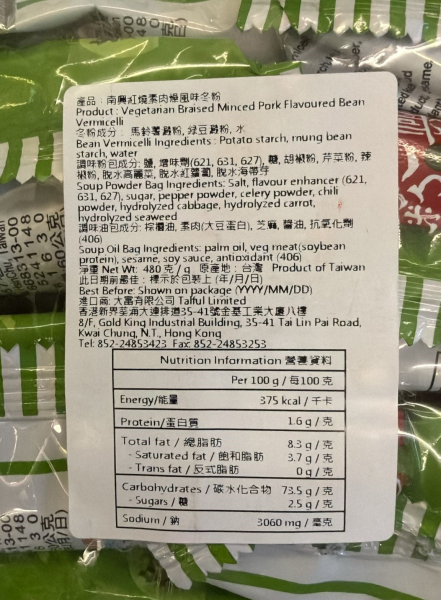 產品：南興紅燒素肉燥風味冬粉
Product : Vegetarian Braised Minced Pork Flavoured Bean
Vermicelli
冬粉成分： 馬鈴薯澱粉, 綠豆澱粉, 水
Bean Vermicelli Ingredients : Potato starch, mung bean
starch, water
調味粉包成分: 鹽, 增味劑(621, 631, 627), 糖, 胡椒粉, 芹菜粉, 辣
椒粉, 脫水高麗菜, 脫水紅蘿蔔, 脫水海帶芽
Soup Powder Bag Ingredients: Salt, flavour enhancer (621,
631, 627), sugar, pepper powder, celery powder, chili
powder, hydrolyzed cabbage, hydrolyzed carrot,
hydrolyzed seaweed
調味油包成分: 棕櫚油, 素肉(大豆蛋白), 芝麻, 醬油, 抗氧化劑
(406)
Soup Oil Bag Ingredients: palm oil, veg meat(soybean
protein), sesame, soy sauce, antioxidant (406)
淨重 Net Wt: 480 克 / g 原產地：台灣 Product of Taiwan
此日期前最佳：標示於包裝上 (年/月/日)
Best Before: Shown on package (YYYY/MM/DD)
進口商: 大富有限公司 Taiful Limited
香港新界荃灣大連排道35-41號金基工業大廈八樓
8/F, Gold King Industrial Building, 35-41 Tai Lin Pai Road,
Kwai Chung, N.T., Hong Kong
Tel: 852-24853423 Fax: 852-24853253
Nutrition Information 營養資料
Per 100 g / 每100 克
Energy/能量 375 kcal / 千卡
Protein/蛋白質 1.6 g / 克
Total fat / 總脂肪 8.3 g / 克
- Saturated fat / 飽和脂肪 3.7 g / 克
- Trans fat / 反式脂肪 0 g / 克
Carbohydrates / 碳水化合物 73.5 g / 克
- Sugars / 糖 2.5 g / 克
Sodium / 鈉 3060 mg / 毫克